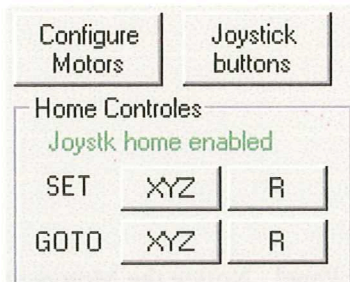 Configure Motors
Joystick buttons
Home Controles
Joystk home enabled
SET XYZ R
GOTO XYZ R